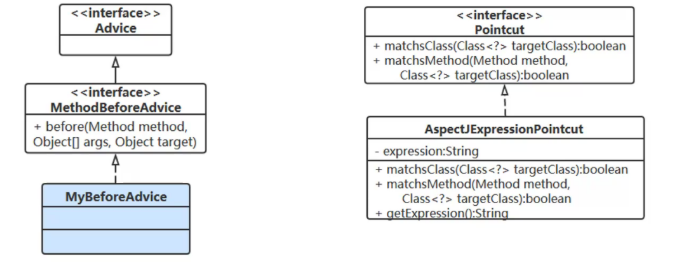 <<interface>>
Advice
<<interface>>
MethodBeforeAdvice
+ before(Method method,
Object[] args, Object target)
MyBeforeAdvice
<<interface>>
Pointcut
+ matchsClass(Class<?> targetClass):boolean
+ matchsMethod(Method method,
Class<?> targetClass):boolean
AspectJExpressionPointcut
- expression:String
+ matchsClass(Class<?> targetClass):boolean
+ matchsMethod(Method method,
Class<?> targetClass):boolean
+ getExpression():String